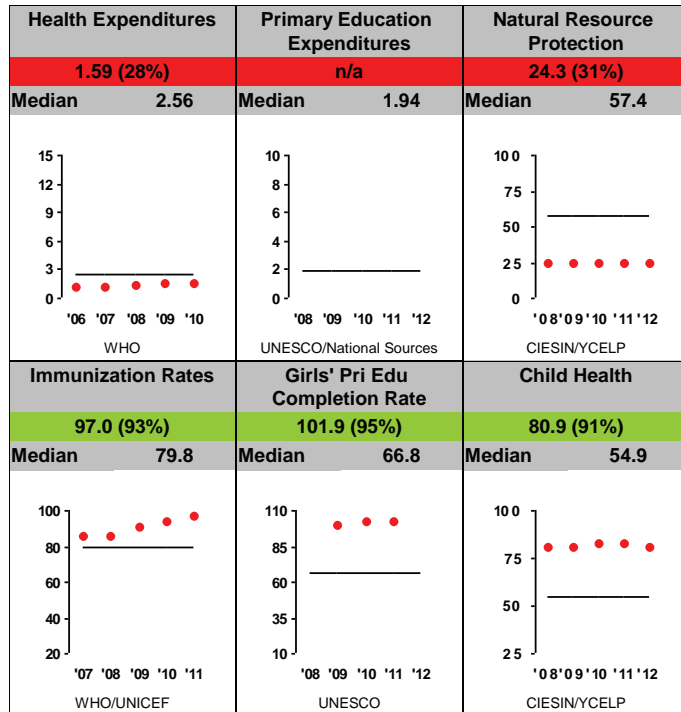 Health Expenditures
1.59 (28%)
Median 2.56
15
12
9
6
3
0
'06 '07 '08 '09 '10
WHO
Primary Education
Expenditures
n/a
Median 1.94
10
8
6
4
2
0
'08 '09 '10 '11 '12
UNESCO/National Sources
Natural Resource
Protection
24.3 (31%)
Median 57.4
100
75
50
25
0
'08'09 '10 '11 '12
CIESIN/YCELP
Immunization Rates
97.0 (93%)
Median 79.8
100
80
60
40
20
'07 '08 '09 '10 '11
WHO/UNICEF
Girls' Pri Edu
Completion Rate
101.9 (95%)
Median 66.8
110
85
60
35
10
'08 '09 '10 '11 '12
UNESCO
Child Health
80.9 (91%)
Median 54.9
100
75
50
25
'08'09 '10 '11 '12
CIESIN/YCELP